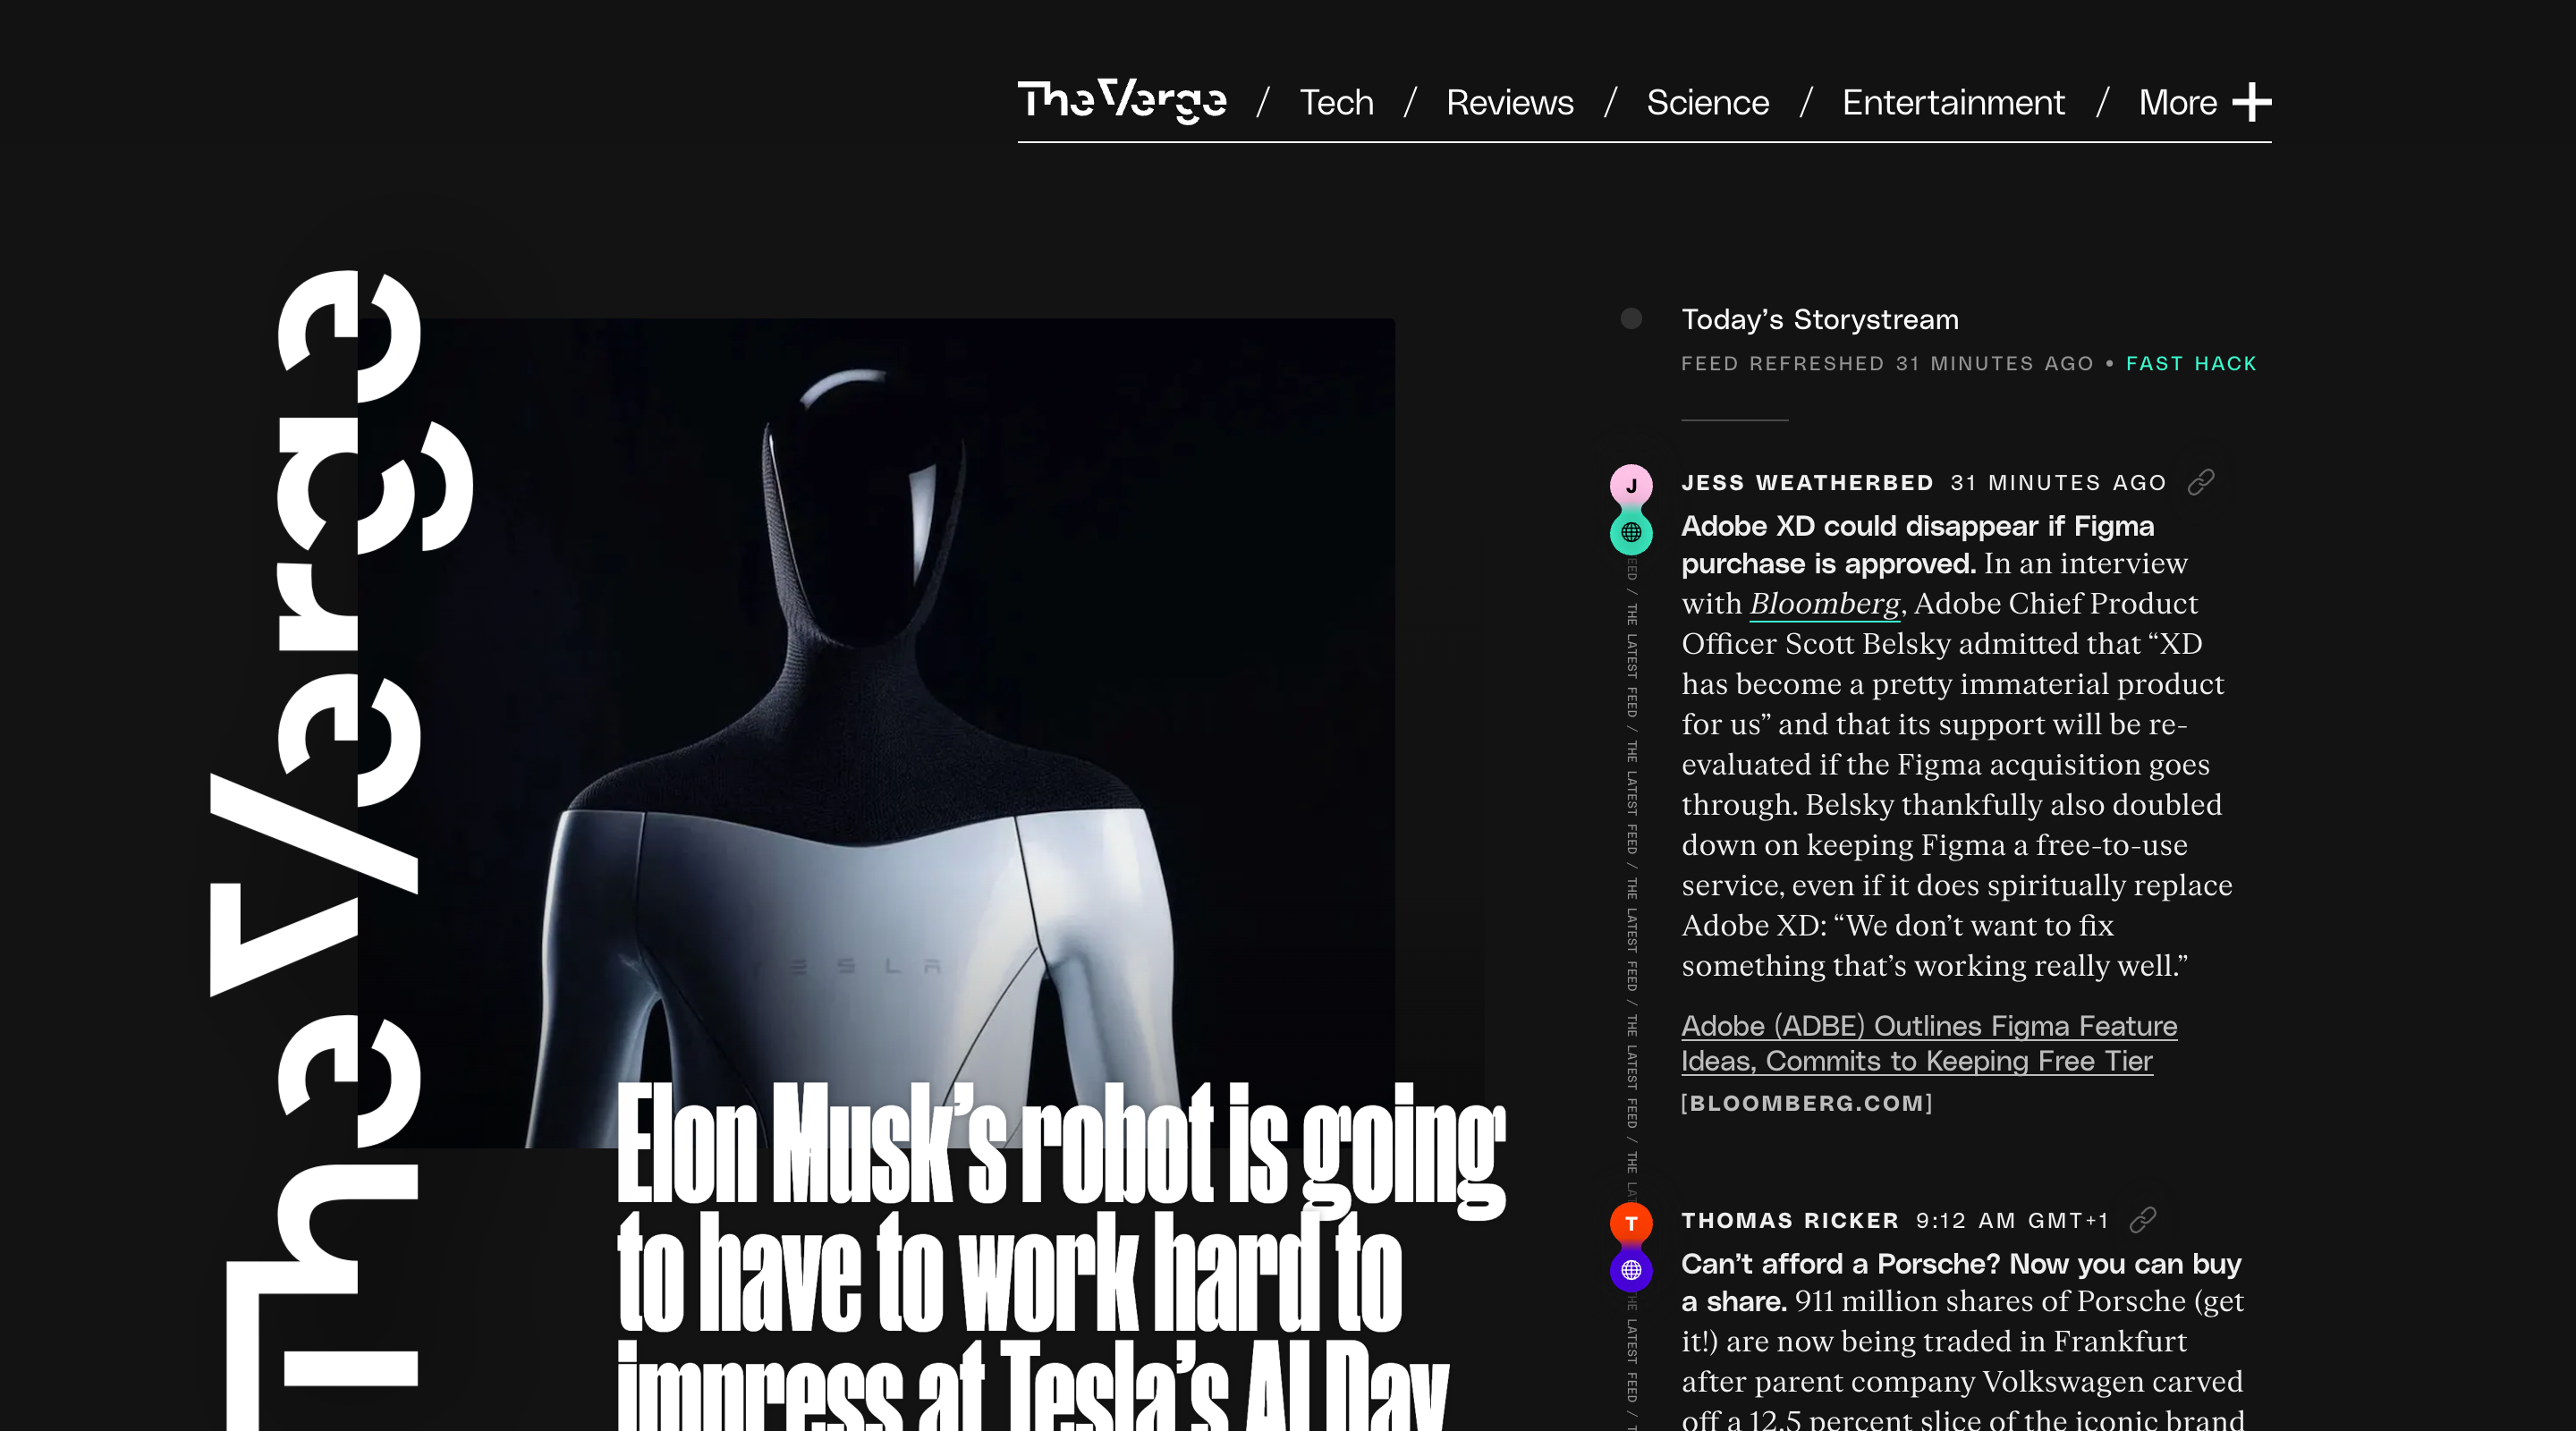 The Verge / Tech / Reviews / Science / Entertainment / More
The Verge
TESLA
Elon Musk’s robot is going
to have to work hard to
impress at Tesla’s AI Day
Today’s Storystream
FEED REFRESHED 31 MINUTES AGO • FAST HACK
J
JESS WEATHERBED 31 MINUTES AGO
Adobe XD could disappear if Figma
purchase is approved. In an interview
with Bloomberg, Adobe Chief Product
Officer Scott Belsky admitted that “XD
has become a pretty immaterial product
for us” and that its support will be re-
evaluated if the Figma acquisition goes
through. Belsky thankfully also doubled
down on keeping Figma a free-to-use
service, even if it does spiritually replace
Adobe XD: “We don’t want to fix
something that’s working really well.”
Adobe (ADBE) Outlines Figma Feature
Ideas, Commits to Keeping Free Tier
[BLOOMBERG.COM]
EED / THE LATEST FEED / THE LATEST FEED / THE LATEST FEED / THE LATEST FEED / THE LAT
T
THOMAS RICKER 9:12 AM GMT+1
Can’t afford a Porsche? Now you can buy
a share. 911 million shares of Porsche (get
it!) are now being traded in Frankfurt
after parent company Volkswagen carved
off a 12.5 percent slice of the iconic brand
HE LATEST FEED / T